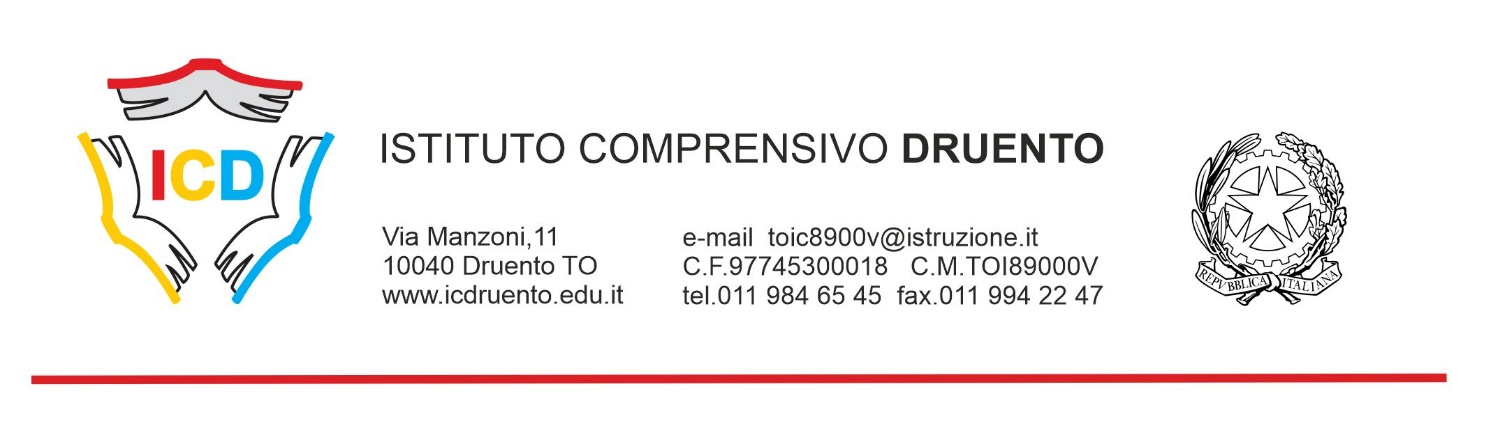 ICD
ISTITUTO COMPRENSIVO DRUENTO
Via Manzoni,11
10040 Druento TO
www.icdruento.edu.it
e-mail toic8900v@istruzione.it
C.F.97745300018 C.M.TOI89000V
tel.011 984 65 45 fax.011 994 22 47
REPVBBLICA ITALIANA